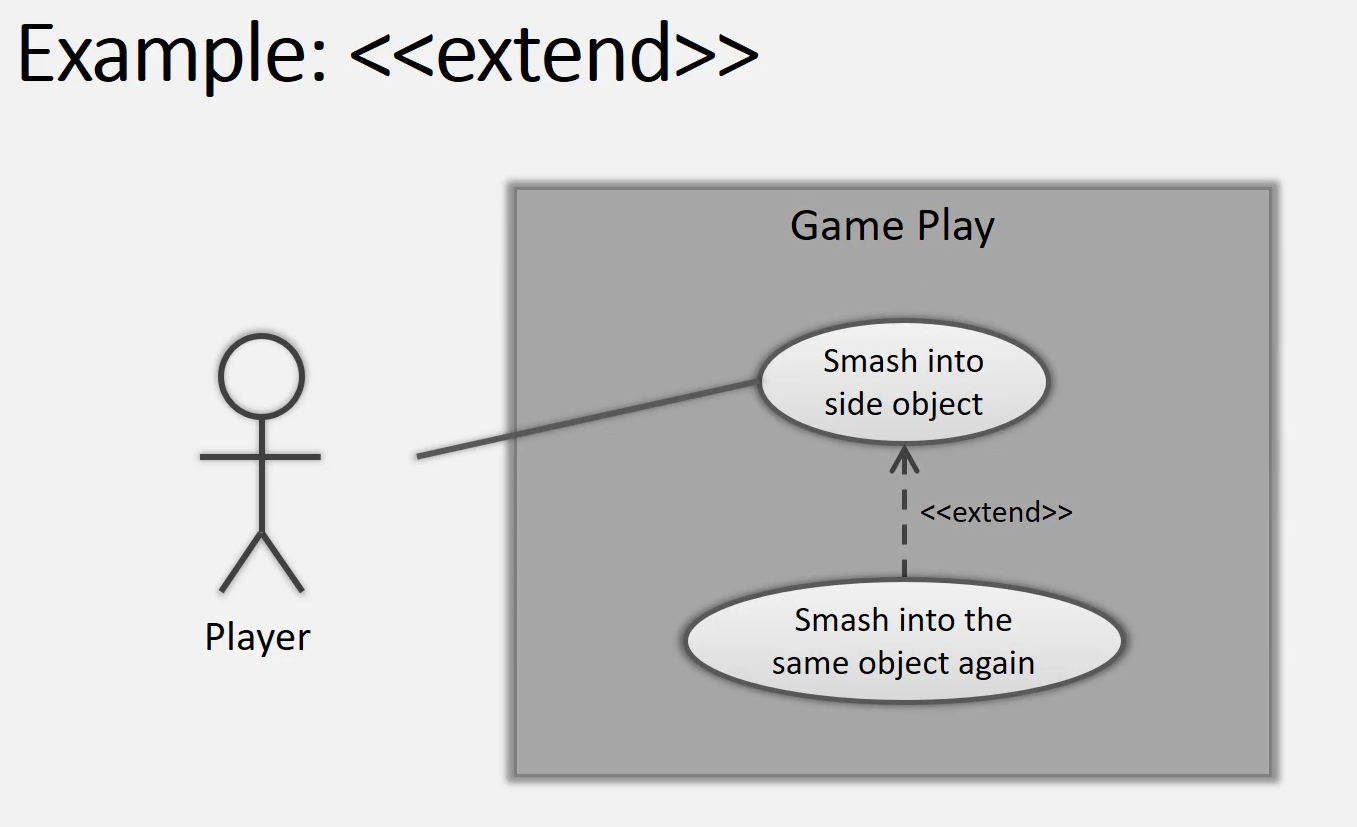 Example: <<extend>>
Game Play
Smash into
side object
<<extend>>
Smash into the
same object again
Player